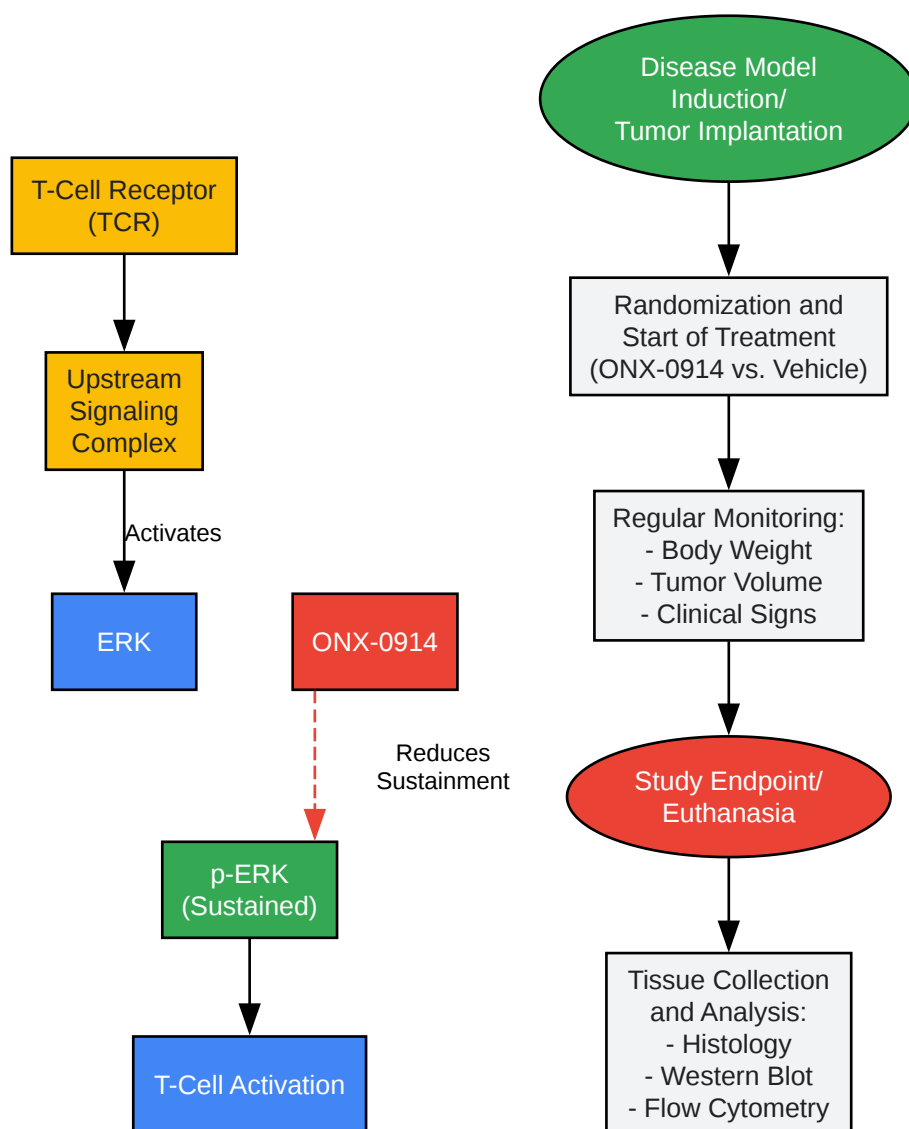 T-Cell Receptor
(TCR)
Upstream
Signaling
Complex
Activates
ERK
ONX-0914
Reduces
Sustainment
p-ERK
(Sustained)
T-Cell Activation
Disease Model
Induction/
Tumor Implantation
Randomization and
Start of Treatment
(ONX-0914 vs. Vehicle)
Regular Monitoring:
- Body Weight
- Tumor Volume
- Clinical Signs
Study Endpoint/
Euthanasia
Tissue Collection
and Analysis:
- Histology
- Western Blot
- Flow Cytometry